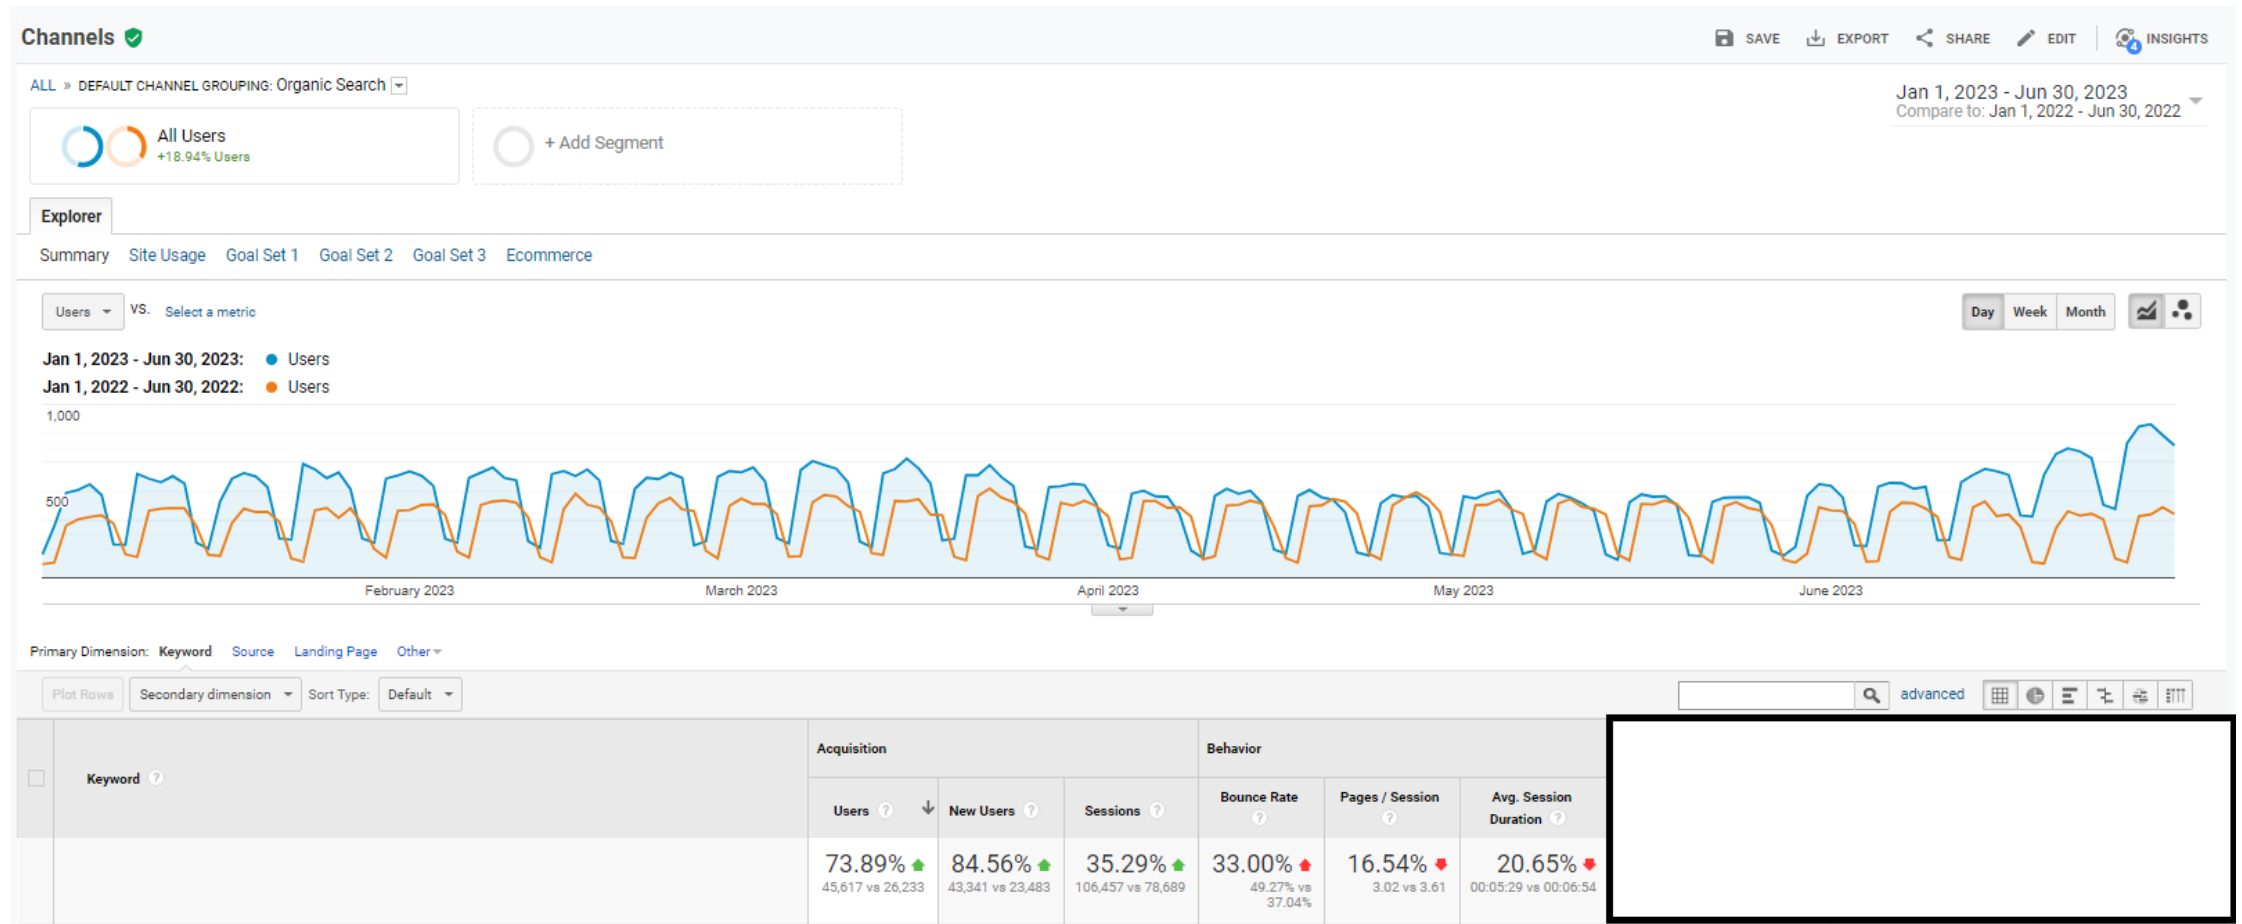 Channels
SAVE EXPORT SHARE EDIT 4 INSIGHTS
ALL » DEFAULT CHANNEL GROUPING: Organic Search
Jan 1, 2023 - Jun 30, 2023
Compare to: Jan 1, 2022 - Jun 30, 2022
All Users
+18.94% Users
+ Add Segment
Explorer
Summary Site Usage Goal Set 1 Goal Set 2 Goal Set 3 Ecommerce
Users VS. Select a metric
Day Week Month
Jan 1, 2023 - Jun 30, 2023: Users
Jan 1, 2022 - Jun 30, 2022: Users
1,000
500
February 2023 March 2023 April 2023 May 2023 June 2023
Primary Dimension: Keyword Source Landing Page Other
Plot Rows Secondary dimension Sort Type: Default
advanced
Keyword ?
Acquisition Behavior
Users ? New Users ? Sessions ? Bounce Rate ? Pages / Session ? Avg. Session
Duration ?
73.89% 84.56% 35.29% 33.00% 16.54% 20.65%
45,617 vs 26,233 43,341 vs 23,483 106,457 vs 78,689 49.27% vs 3.02 vs 3.61 00:05:29 vs 00:06:54
37.04%